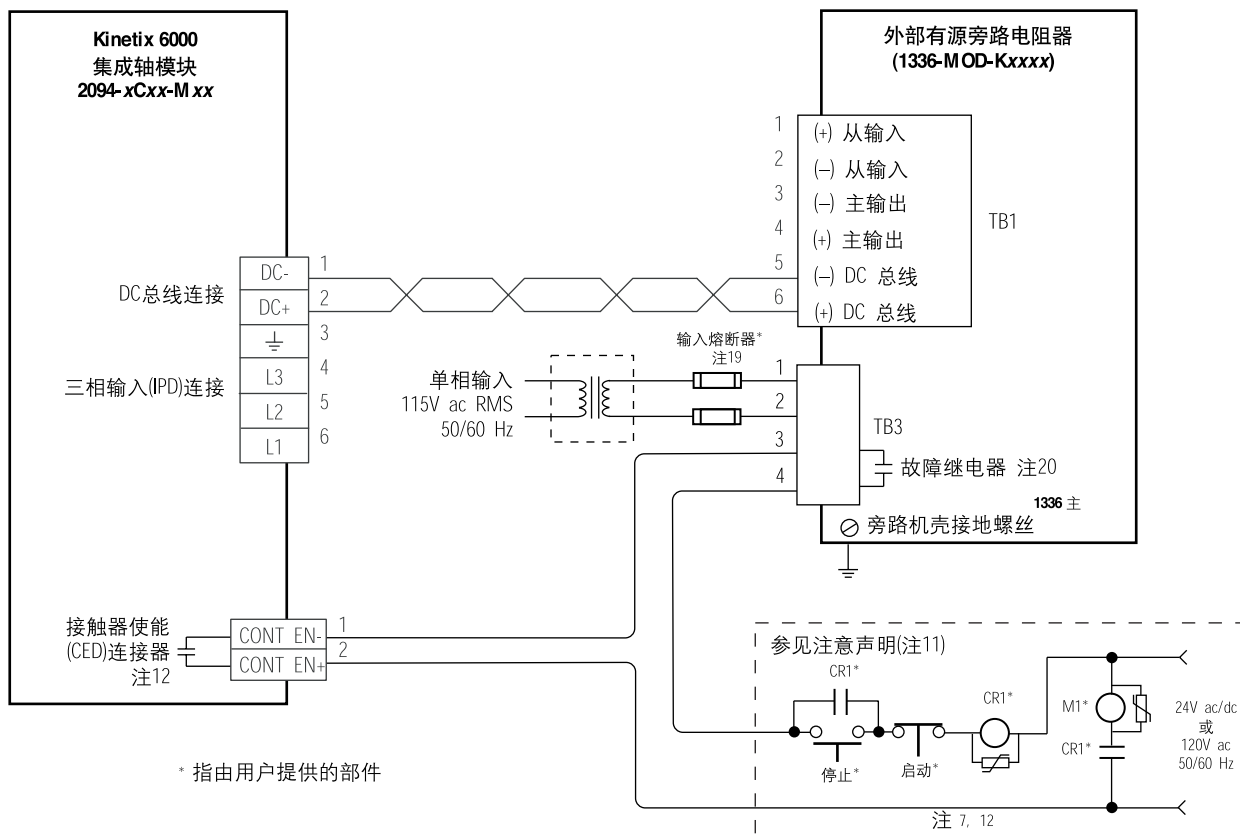 Kinetix 6000
集成轴模块
2094-xCxx-Mxx
外部有源旁路电阻器
(1336-MOD-Kxxxx)
1
(+) 从输入
2
(–) 从输入
3
(–) 主输出
4
(+) 主输出
5
(–) DC 总线
6
(+) DC 总线
TB1
DC总线连接
DC-
1
DC+
2
3
三相输入(IPD)连接
L3
4
L2
5
L1
6
单相输入
115V ac RMS
50/60 Hz
输入熔断器*
注19
1
2
3
4
TB3
故障继电器 注20
1336 主
旁路机壳接地螺丝
接触器使能
(CED)连接器
注12
CONT EN-
1
CONT EN+
2
参见注意声明(注11)
CR1*
停止*
启动*
CR1*
M1*
CR1*
24V ac/dc
或
120V ac
50/60 Hz
注 7, 12
* 指由用户提供的部件